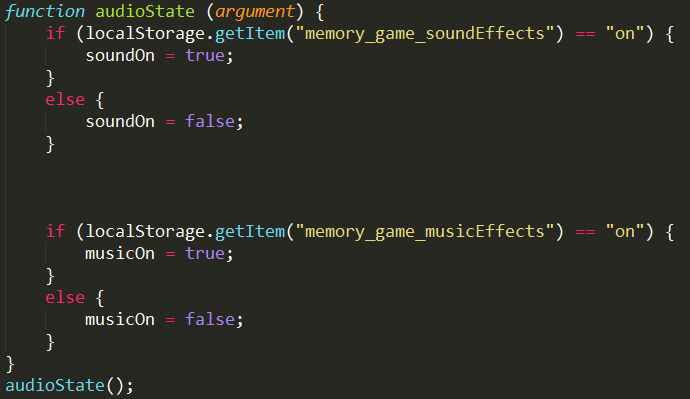 function audioState (argument) {
    if (localStorage.getItem("memory_game_soundEffects") == "on") {
        soundOn = true;
    }
    else {
        soundOn = false;
    }
    if (localStorage.getItem("memory_game_musicEffects") == "on") {
        musicOn = true;
    }
    else {
        musicOn = false;
    }
}
audioState();